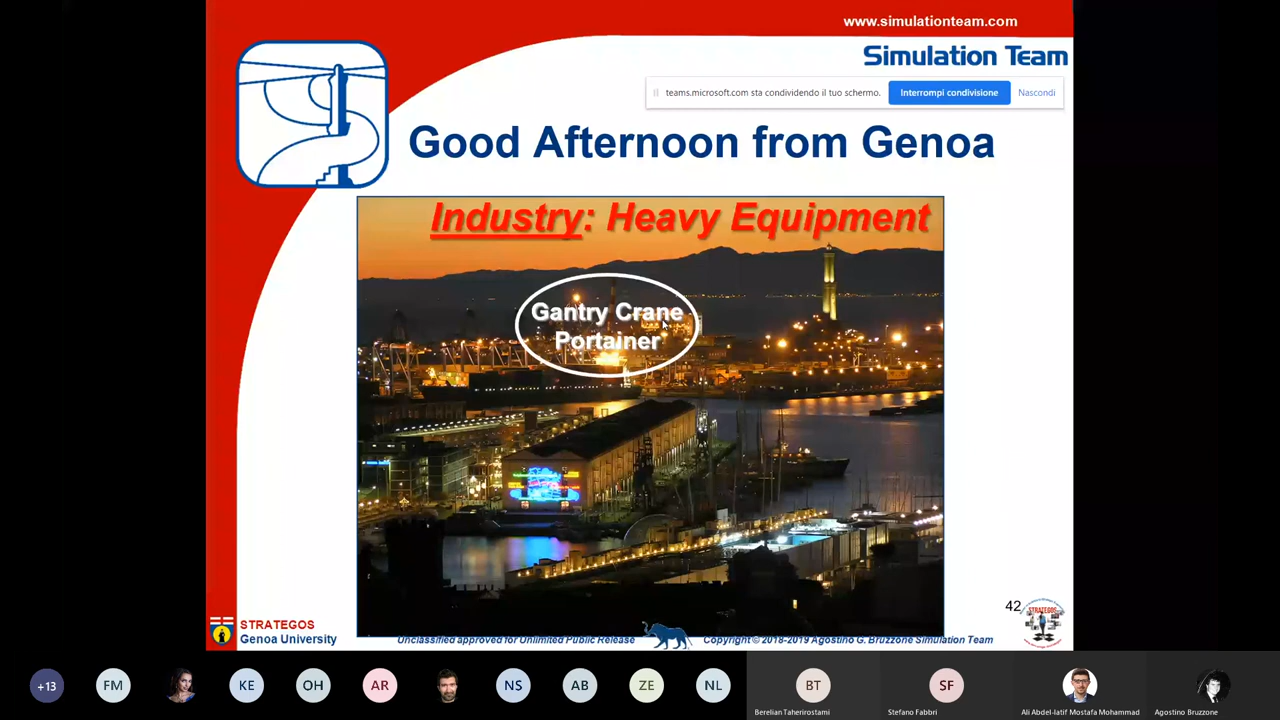 www.simulationteam.com
Simulation Team
teams.microsoft.com sta condividendo il tuo schermo.
Interrompi condivisione
Nascondi
Good Afternoon from Genoa
Industry: Heavy Equipment
Gantry Crane
Portainer
42
STRATEGOS
STRATEGOS
Genoa University
Unclassified approved for Unlimited Public Release
Copyright © 2018-2019 Agostino G. Bruzzone Simulation Team
+13
FM
KE
OH
AR
NS
AB
ZE
NL
BT
SF
Berelian Taherirostami
Stefano Fabbri
Ali Abdel-latif Mostafa Mohammad
Agostino Bruzzone